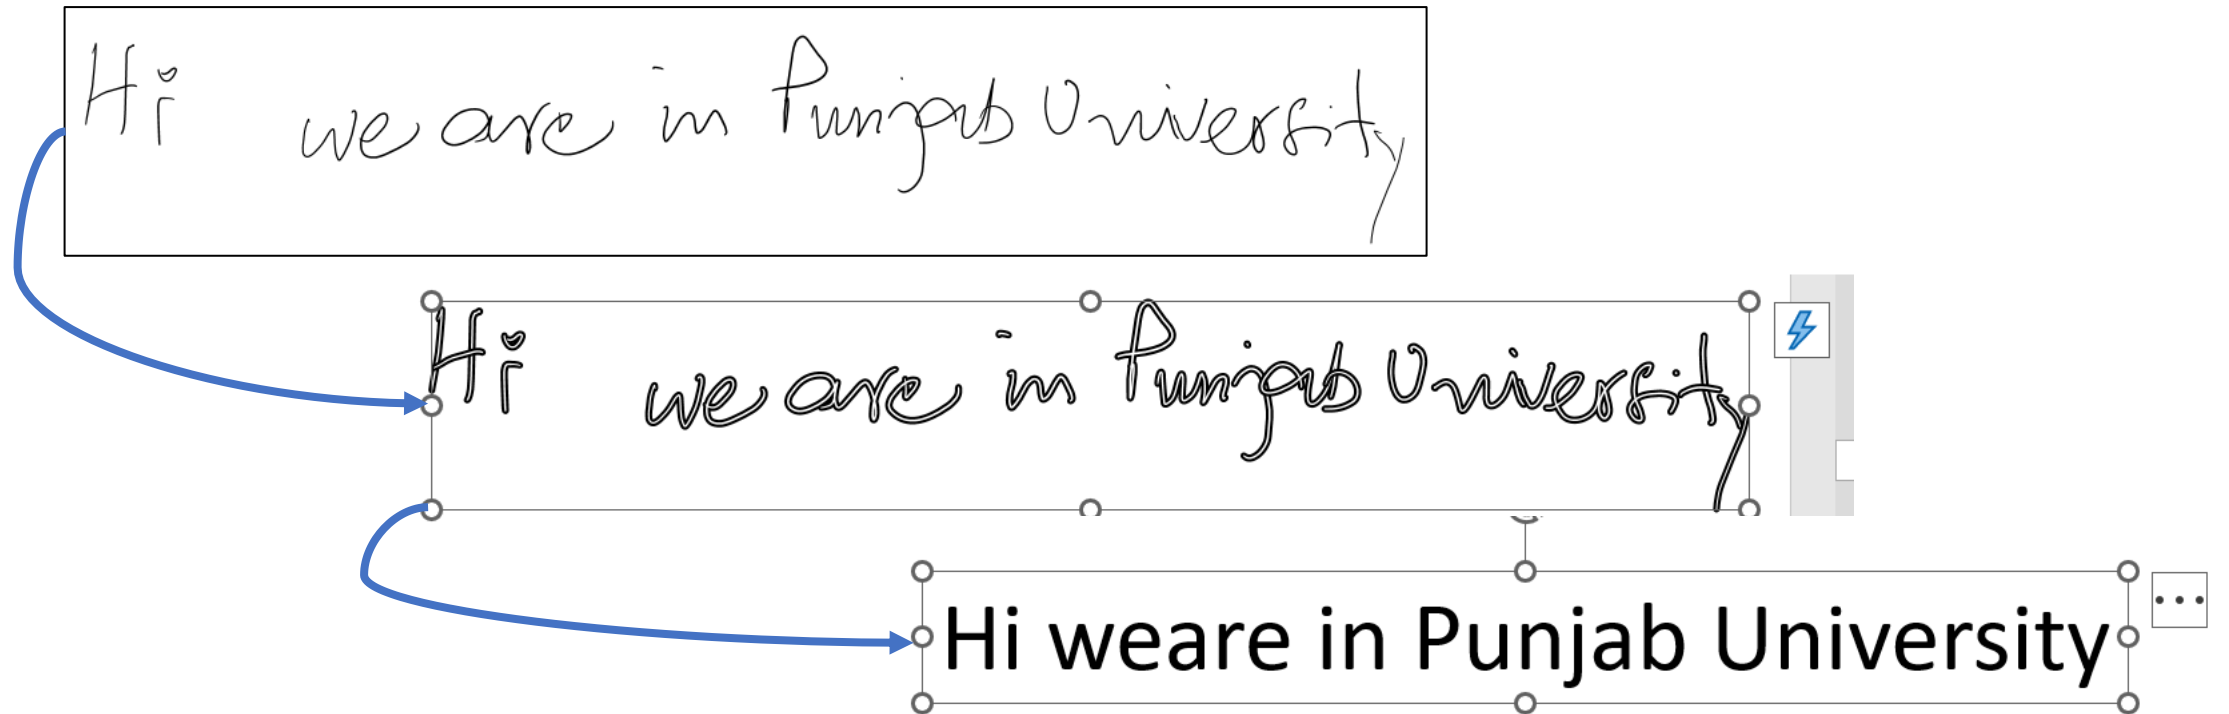 Hi we are in Punjab University
Hi we are in Punjab University
Hi weare in Punjab University